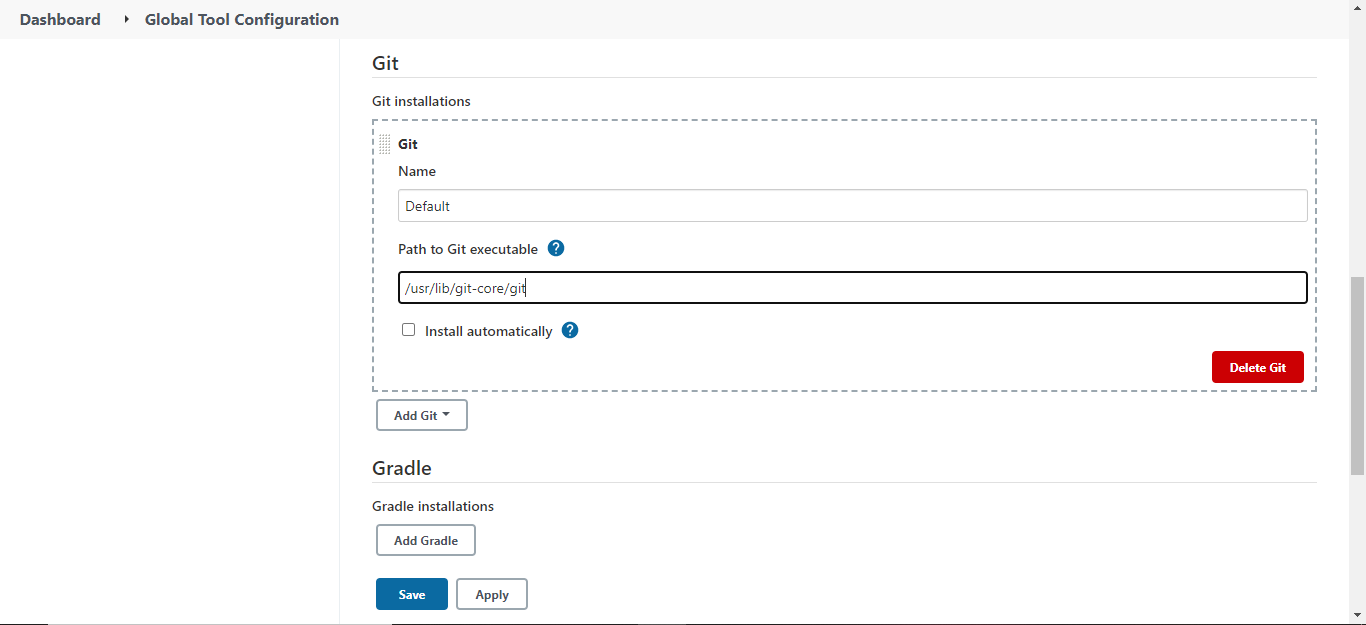 Dashboard Global Tool Configuration
Git
Git installations
Git
Name
Default
Path to Git executable ?
/usr/lib/git-core/git
Install automatically ?
Delete Git
Add Git
Gradle
Gradle installations
Add Gradle
Save Apply